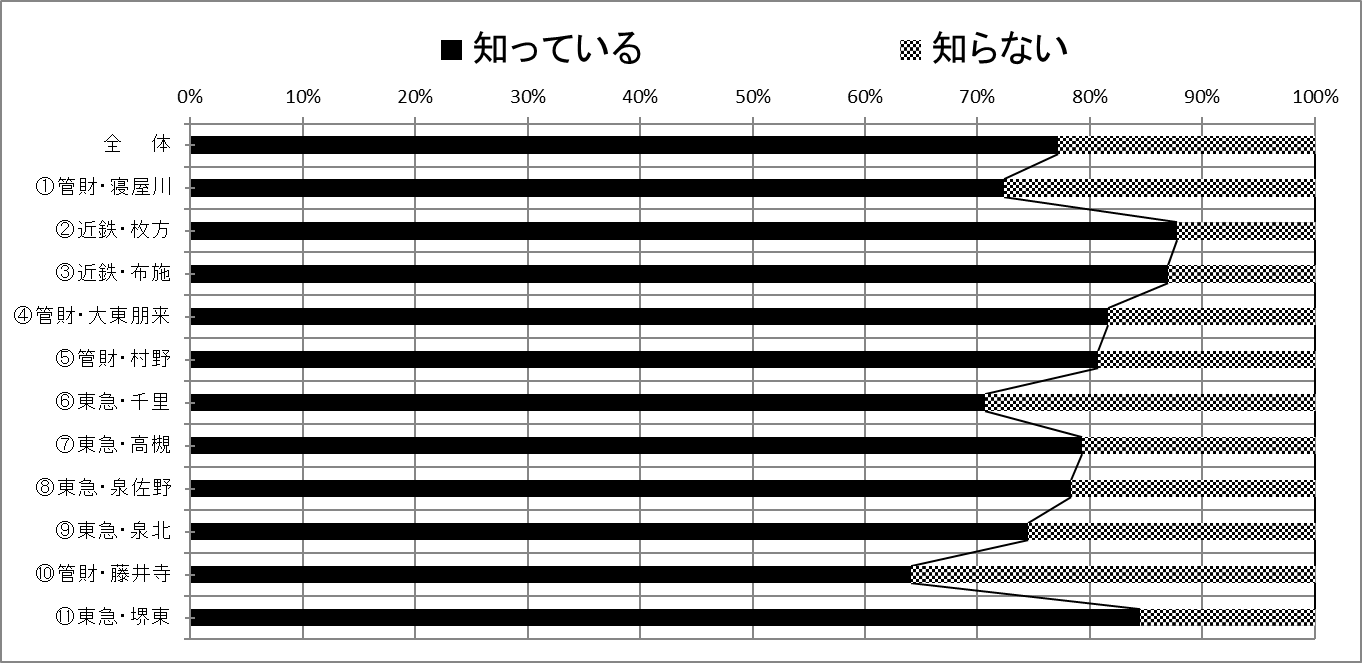 知っている 知らない
0% 10% 20% 30% 40% 50% 60% 70% 80% 90% 100%
全 体
①管財・寝屋川
②近鉄・枚方
③近鉄・布施
④管財・大東朋来
⑤管財・村野
⑥東急・千里
⑦東急・高槻
⑧東急・泉佐野
⑨東急・泉北
⑩管財・藤井寺
⑪東急・堺東